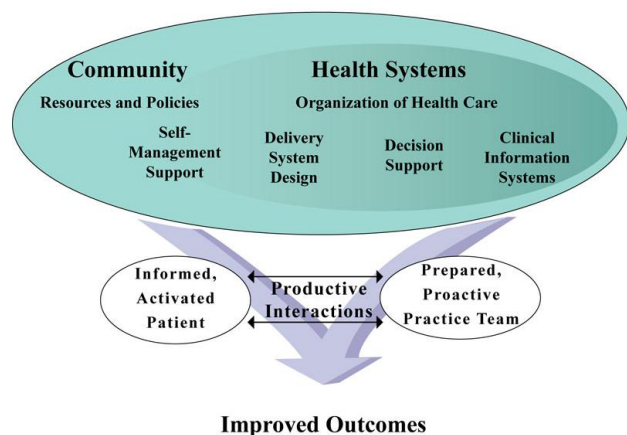 Community
Health Systems
Resources and Policies
Organization of Health Care
Self-
Management
Support
Delivery
System
Design
Decision
Support
Clinical
Information
Systems
Informed,
Activated
Patient
Productive
Interactions
Prepared,
Proactive
Practice Team
Improved Outcomes